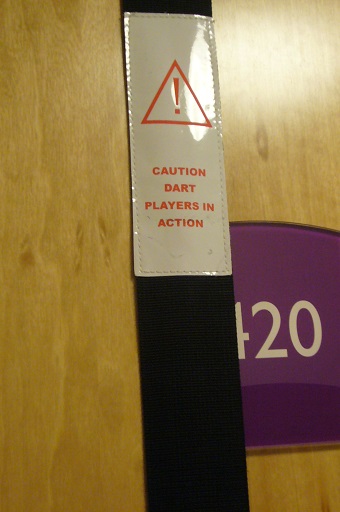 CAUTION
DART
PLAYERS IN
ACTION
420